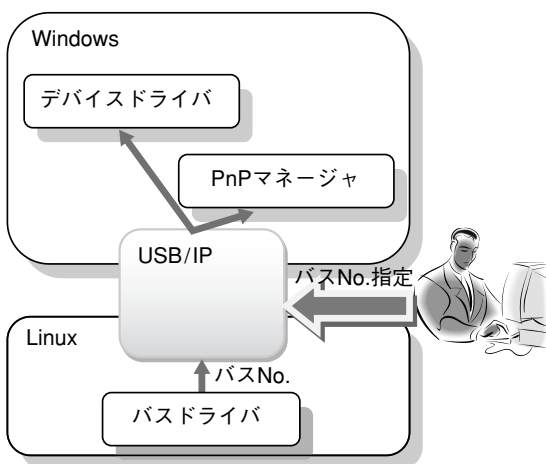 Windows
デバイスドライバ
PnPマネージャ
USB/IP
バスNo.指定
Linux
バスNo.
バスドライバ